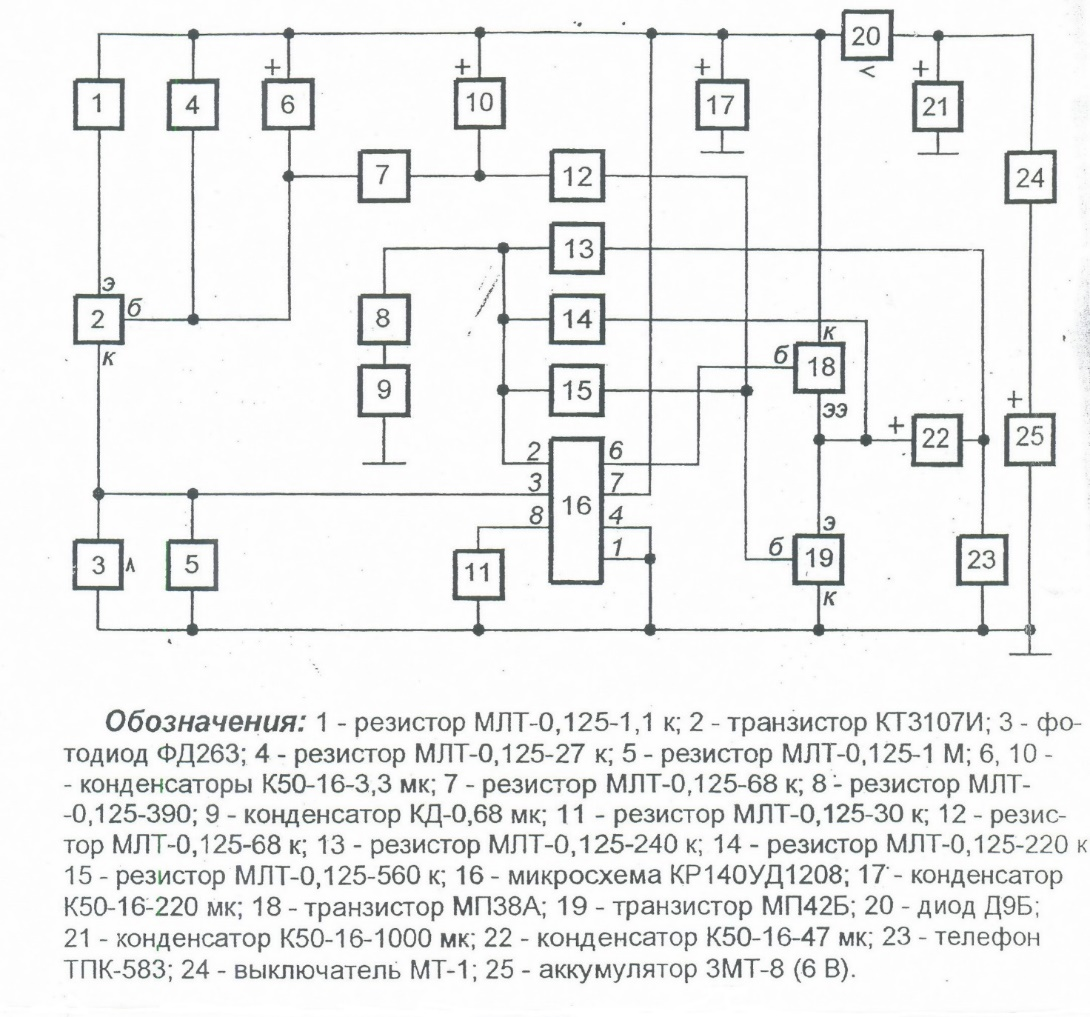 20
+
+
+
+
<
1
4
6
10
17
21
7
12
24
13
э
2
б
к
8
14
к
б
18
ээ
9
15
+
+
22
25
2
6
3
16
7
8
4
1
э
б
19
к
3
<
5
11
23
Обозначения: 1 - резистор МЛТ-0,125-1,1 к; 2 - транзистор КТ3107И; 3 - фо-
тодиод ФД263; 4 - резистор МЛТ-0,125-27 к; 5 - резистор МЛТ-0,125-1 М; 6, 10 -
- конденсаторы К50-16-3,3 мк; 7 - резистор МЛТ-0,125-68 к; 8 - резистор МЛТ-
-0,125-390; 9 - конденсатор КД-0,68 мк; 11 - резистор МЛТ-0,125-30 к; 12 - резис-
тор МЛТ-0,125-68 к; 13 - резистор МЛТ-0,125-240 к; 14 - резистор МЛТ-0,125-220 к
15 - резистор МЛТ-0,125-560 к; 16 - микросхема КР140УД1208; 17 - конденсатор
К50-16-220 мк; 18 - транзистор МП38А; 19 - транзистор МП42Б; 20 - диод Д9Б;
21 - конденсатор К50-16-1000 мк; 22 - конденсатор К50-16-47 мк; 23 - телефон
ТПК-583; 24 - выключатель МТ-1; 25 - аккумулятор 3МТ-8 (6 В).